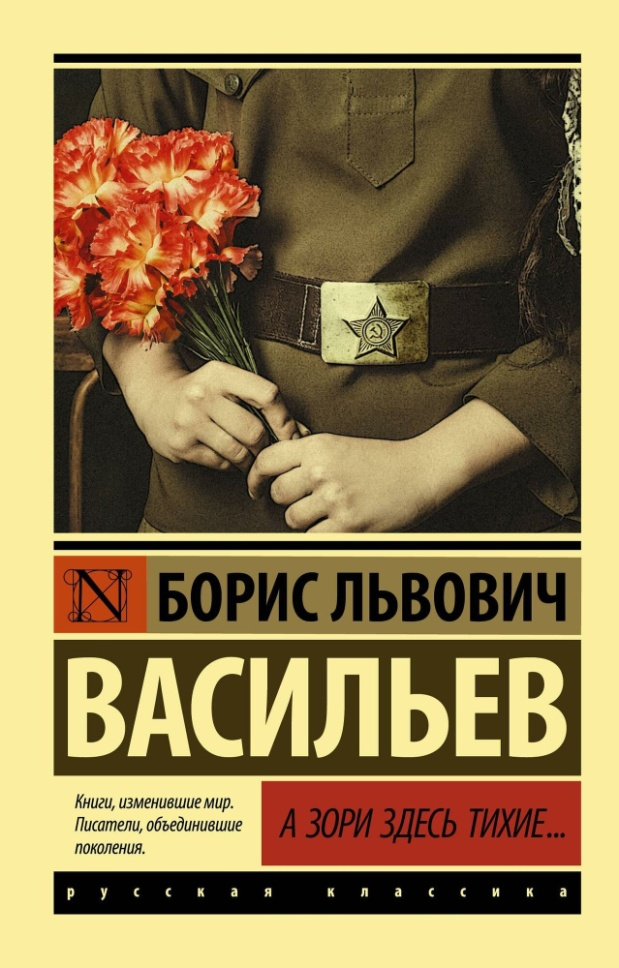 N
БОРИС ЛЬВОВИЧ
ВАСИЛЬЕВ
Книги, изменившие мир.
Писатели, объединившие
поколения.
А ЗОРИ ЗДЕСЬ ТИХИЕ...
русская классика